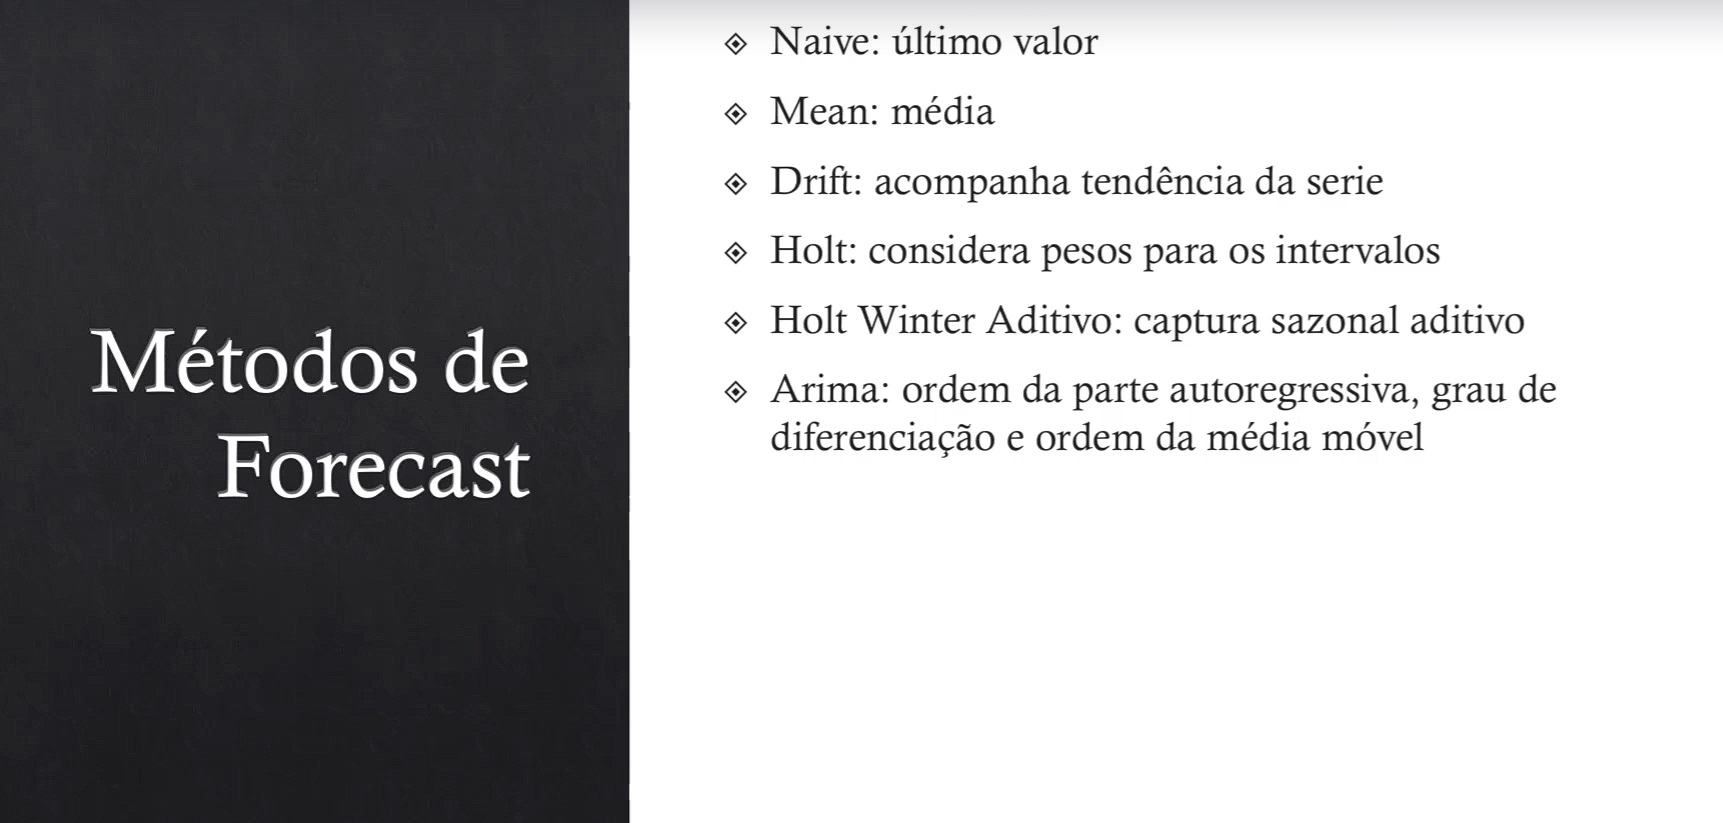 Métodos de
Forecast
Naive: último valor
Mean: média
Drift: acompanha tendência da serie
Holt: considera pesos para os intervalos
Holt Winter Aditivo: captura sazonal aditivo
Arima: ordem da parte autoregressiva, grau de
diferenciação e ordem da média móvel